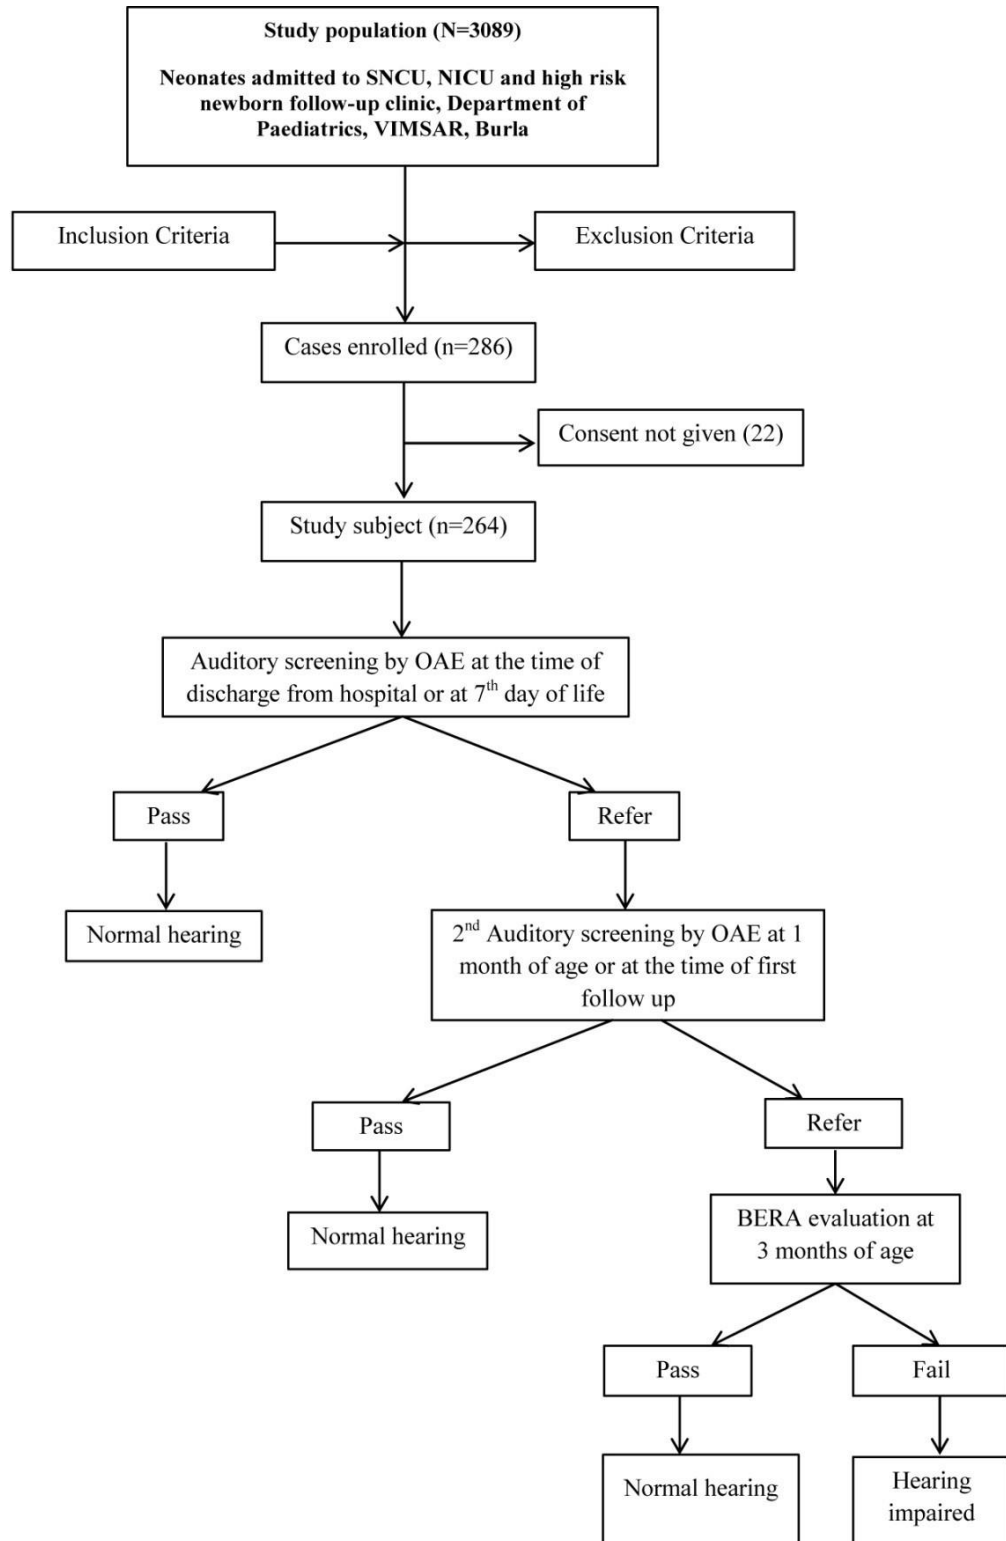 Study population (N=3089)
Neonates admitted to SNCU, NICU and high risk
newborn follow-up clinic, Department of
Paediatrics, VIMSAR, Burla
Inclusion Criteria
Exclusion Criteria
Cases enrolled (n=286)
Consent not given (22)
Study subject (n=264)
Auditory screening by OAE at the time of
discharge from hospital or at 7th day of life
Pass
Refer
Normal hearing
2nd Auditory screening by OAE at 1
month of age or at the time of first
follow up
Pass
Refer
Normal hearing
BERA evaluation at
3 months of age
Pass
Fail
Normal hearing
Hearing
impaired